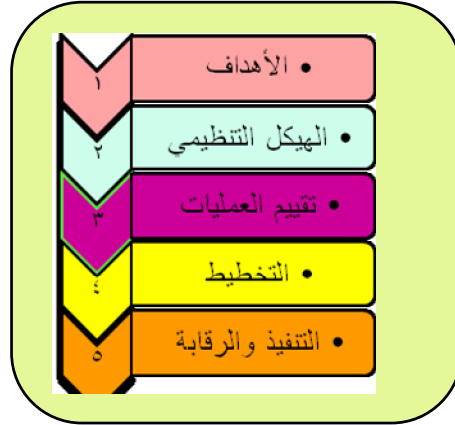 ١
• الأهداف
٢
• الهيكل التنظيمي
٣
• تقييم العمليات
٤
• التخطيط
٥
• التنفيذ والرقابة